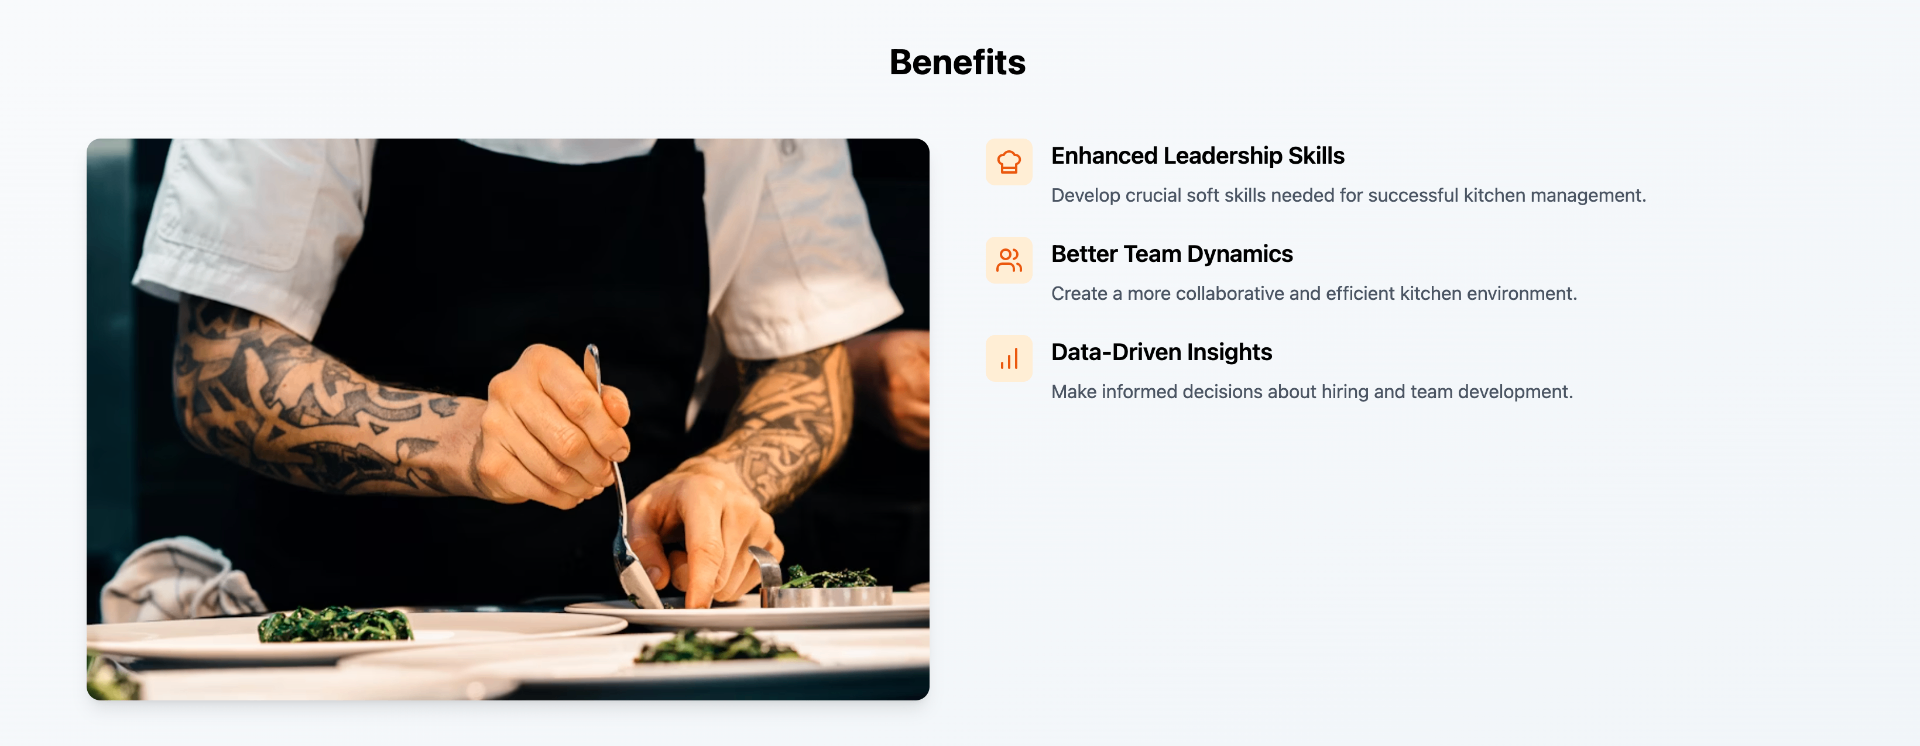 Benefits
Enhanced Leadership Skills
Develop crucial soft skills needed for successful kitchen management.
Better Team Dynamics
Create a more collaborative and efficient kitchen environment.
Data-Driven Insights
Make informed decisions about hiring and team development.